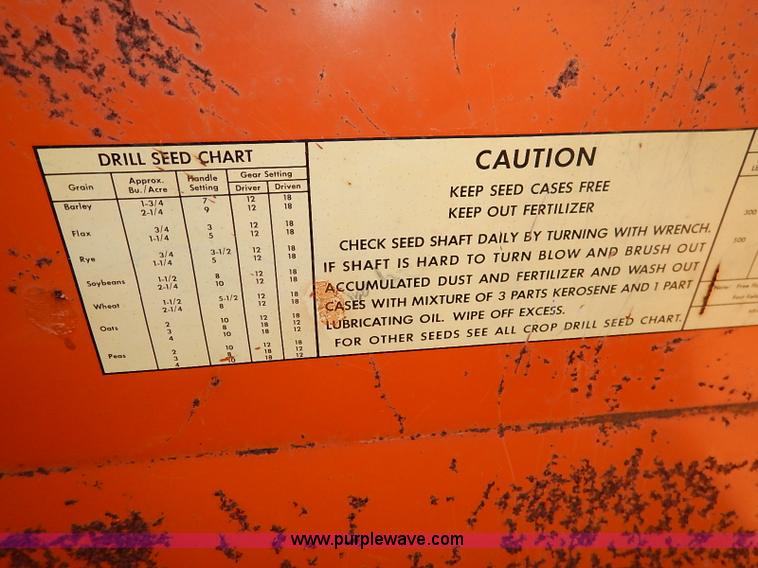 DRILL SEED CHART
Grain Approx. Bu./Acre Handle Setting Gear Setting Driver Driven
Barley 1-3/4 7 12 18
2-1/4 9 12 18
Flax 3/4 3 12 18
1-1/4 5 12 18
Rye 3/4 3-1/2 12 18
1-1/4 5 12 18
Soybeans 1-1/2 8 12 18
2-1/4 10 12 18
Wheat 1-1/2 5-1/2 12 18
2-1/4 8 12 18
Oats 2 10 12 18
3 8 18 12
4 10 18 12
Peas 2 10 12 18
3 8 18 12
4 10 18 12
CAUTION
KEEP SEED CASES FREE
KEEP OUT FERTILIZER
CHECK SEED SHAFT DAILY BY TURNING WITH WRENCH.
IF SHAFT IS HARD TO TURN BLOW AND BRUSH OUT
ACCUMULATED DUST AND FERTILIZER AND WASH OUT
CASES WITH MIXTURE OF 3 PARTS KEROSENE AND 1 PART
LUBRICATING OIL. WIPE OFF EXCESS.
FOR OTHER SEEDS SEE ALL CROP DRILL SEED CHART.
300
500
www.purplewave.com